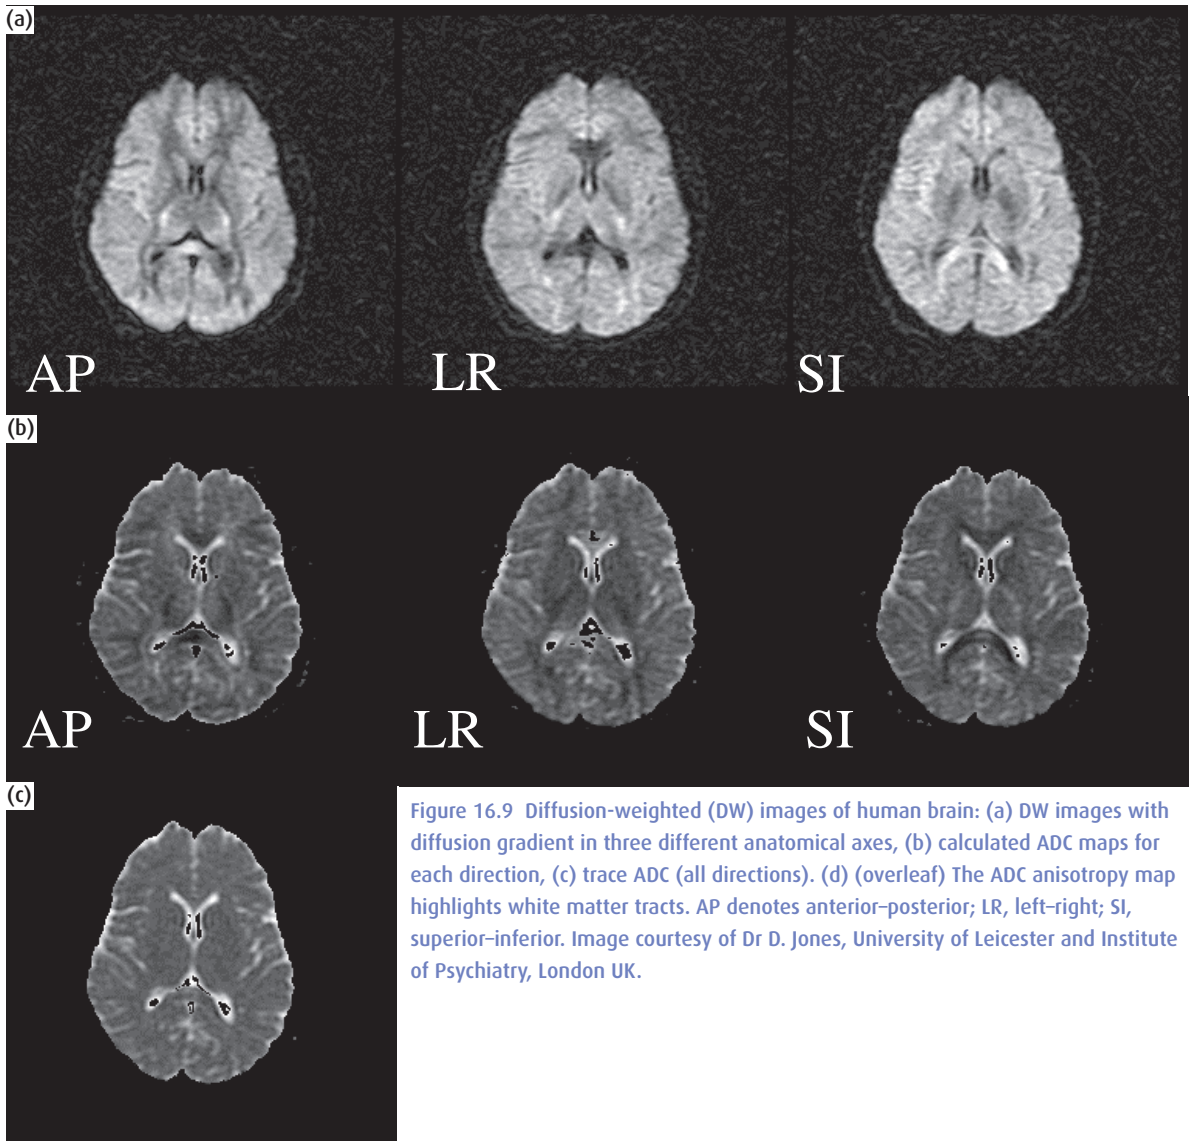 (a)
AP LR SI
(b)
AP LR SI
(c)
Figure 16.9 Diffusion-weighted (DW) images of human brain: (a) DW images with
diffusion gradient in three different anatomical axes, (b) calculated ADC maps for
each direction, (c) trace ADC (all directions). (d) (overleaf) The ADC anisotropy map
highlights white matter tracts. AP denotes anterior–posterior; LR, left–right; SI,
superior–inferior. Image courtesy of Dr D. Jones, University of Leicester and Institute
of Psychiatry, London UK.